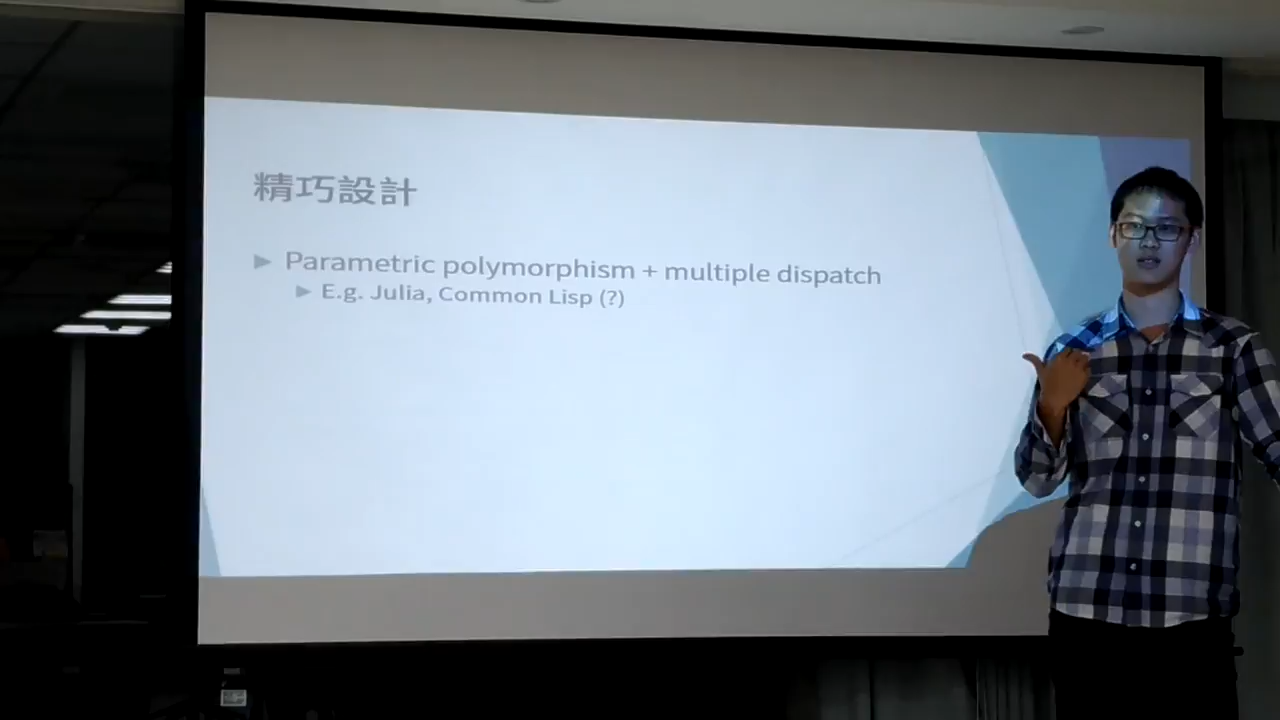 精巧設計
Parametric polymorphism + multiple dispatch
E.g. Julia, Common Lisp (?)